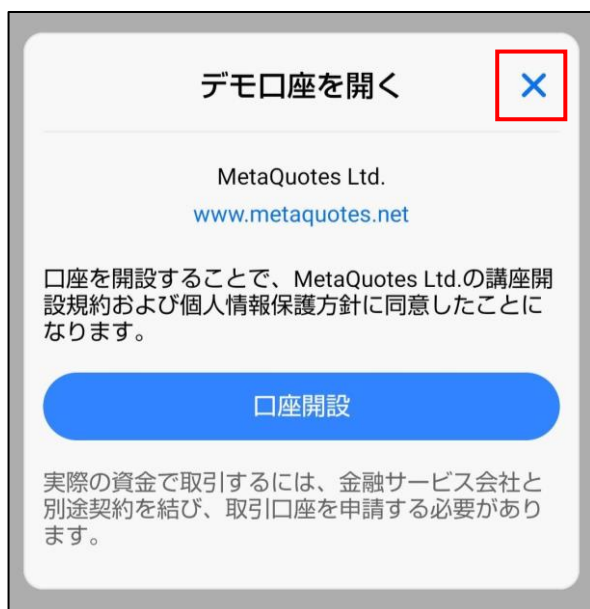 デモ口座を開く
MetaQuotes Ltd.
www.metaquotes.net
口座を開設することで、MetaQuotes Ltd.の講座開
設規約および個人情報保護方針に同意したことに
なります。
口座開設
実際の資金で取引するには、金融サービス会社と
別途契約を結び、取引口座を申請する必要があり
ます。